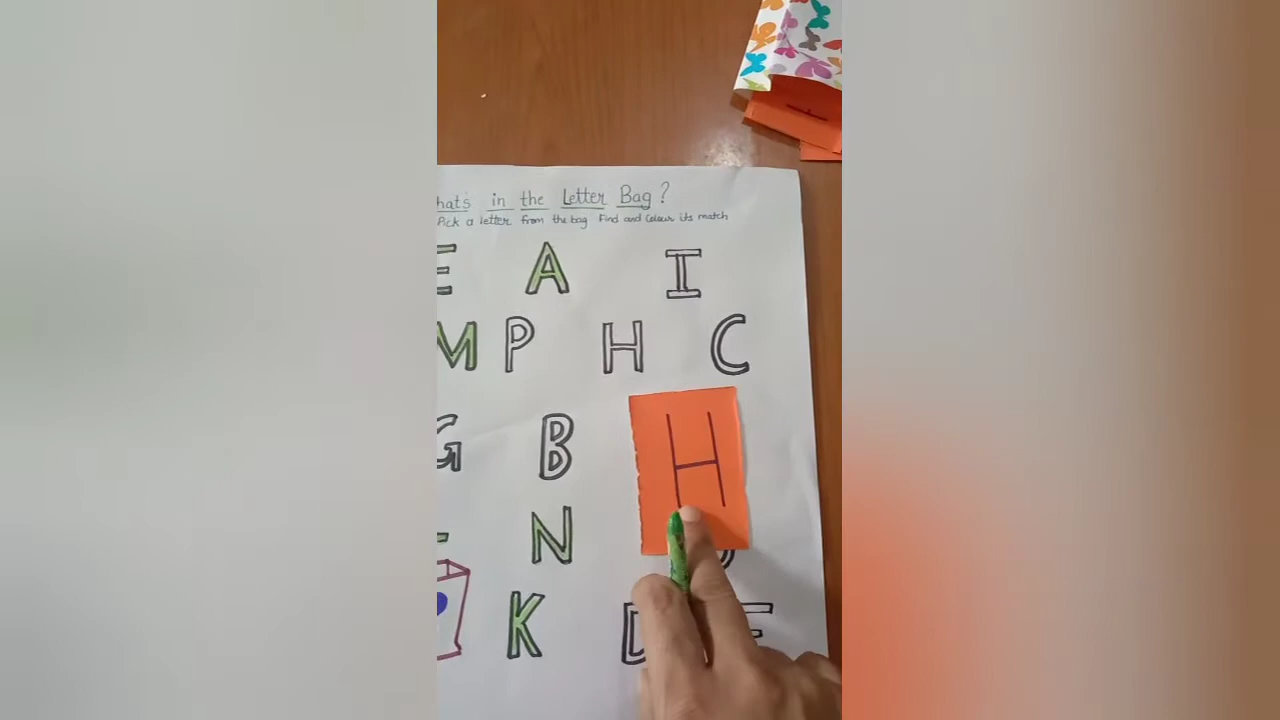 hat's in the Letter Bag?
Pick a letter from the bag Find and Colour its match
E A I
M P H C
G B H
N
K D